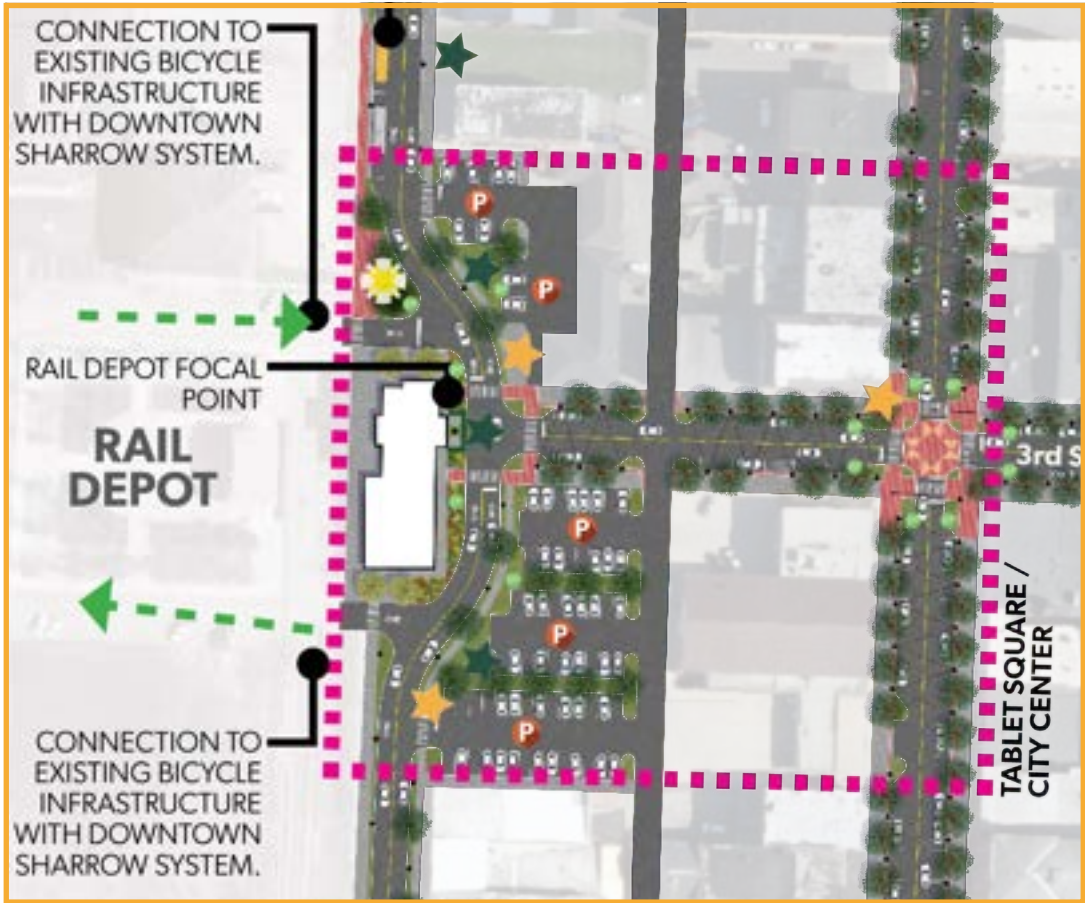 CONNECTION TO
EXISTING BICYCLE
INFRASTRUCTURE
WITH DOWNTOWN
SHARROW SYSTEM.
P
P
RAIL DEPOT FOCAL
POINT
RAIL
DEPOT
3rd S
P
P
P
TABLET SQUARE /
CITY CENTER
CONNECTION TO
EXISTING BICYCLE
INFRASTRUCTURE
WITH DOWNTOWN
SHARROW SYSTEM.